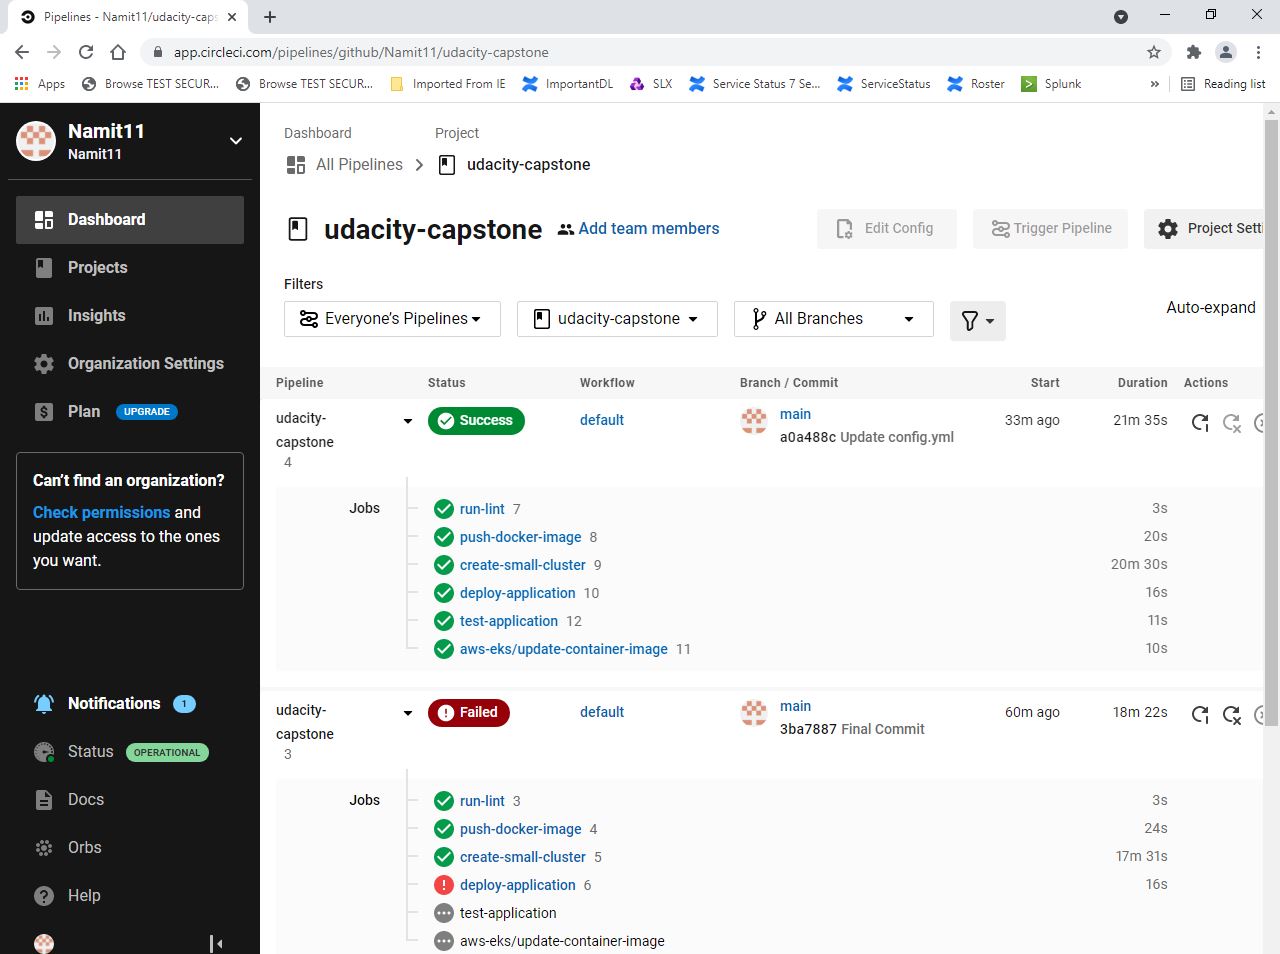 Pipelines - Namit11/udacity-caps
app.circleci.com/pipelines/github/Namit11/udacity-capstone
Apps Browse TEST SECUR... Browse TEST SECUR... Imported From IE ImportantDL SLX Service Status 7 Se... ServiceStatus Roster Splunk » Reading list
Namit11
Namit11
Dashboard
Projects
Insights
Organization Settings
Plan UPGRADE
Can't find an organization?
Check permissions and
update access to the ones
you want.
Notifications 1
Status OPERATIONAL
Docs
Orbs
Help
Dashboard Project
All Pipelines udacity-capstone
udacity-capstone Add team members Edit Config Trigger Pipeline Project Setti
Filters
Everyone's Pipelines udacity-capstone All Branches Auto-expand
Pipeline Status Workflow Branch / Commit Start Duration Actions
udacity-
capstone
4
Success default main 33m ago 21m 35s
a0a488c Update config.yml
Jobs run-lint 7 3s
push-docker-image 8 20s
create-small-cluster 9 20m 30s
deploy-application 10 16s
test-application 12 11s
aws-eks/update-container-image 11 10s
udacity-
capstone
3
Failed default main 60m ago 18m 22s
3ba7887 Final Commit
Jobs run-lint 3 3s
push-docker-image 4 24s
create-small-cluster 5 17m 31s
deploy-application 6 16s
test-application
aws-eks/update-container-image